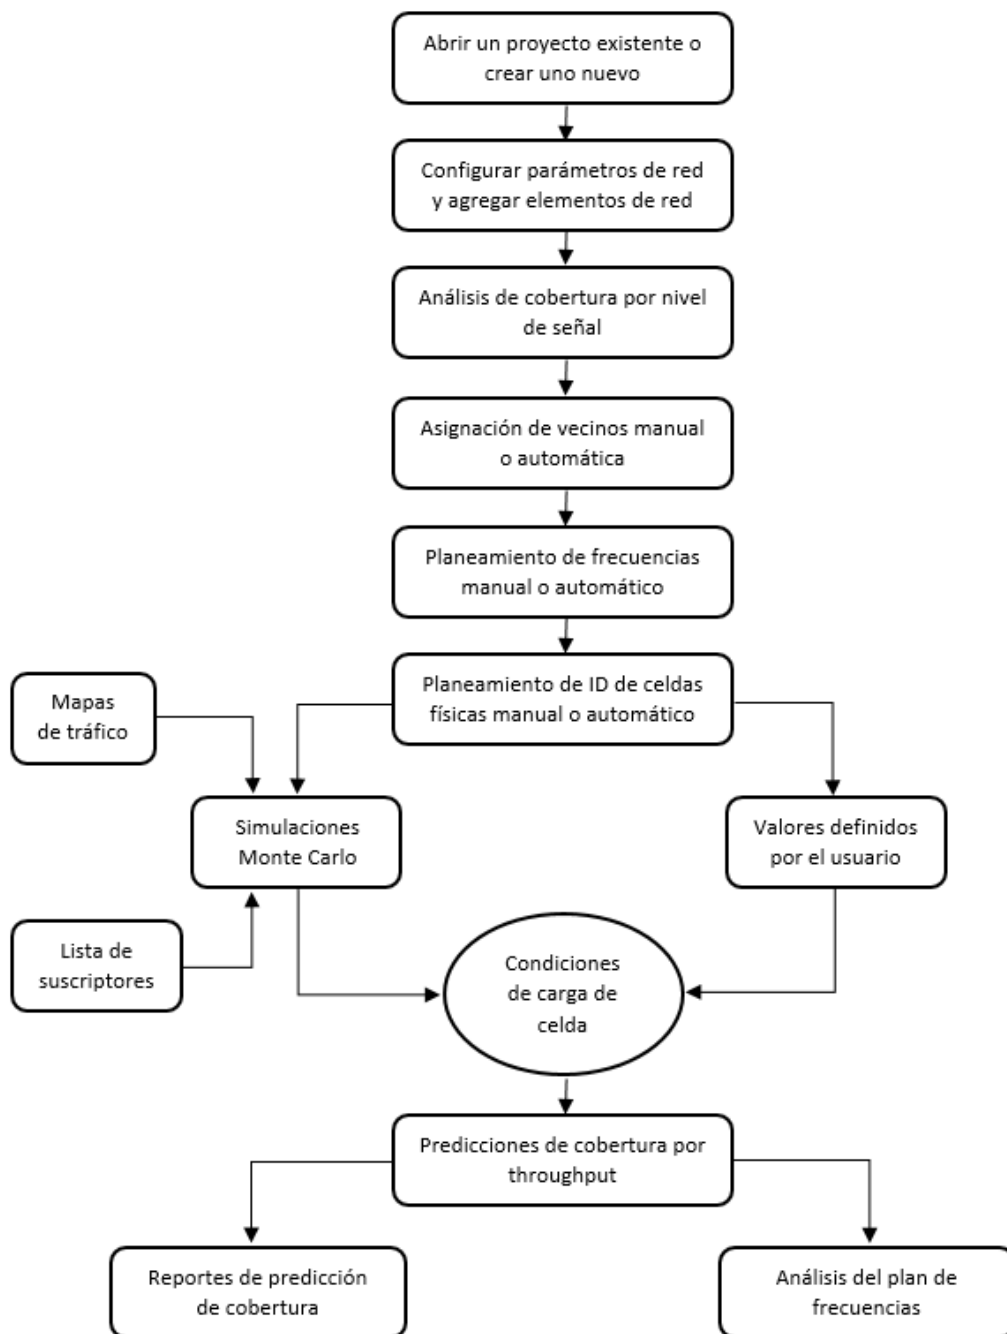 Abrir un proyecto existente o
crear uno nuevo
Configurar parámetros de red
y agregar elementos de red
Análisis de cobertura por nivel
de señal
Asignación de vecinos manual
o automática
Planeamiento de frecuencias
manual o automático
Planeamiento de ID de celdas
físicas manual o automático
Mapas
de tráfico
Simulaciones
Monte Carlo
Valores definidos
por el usuario
Lista de
suscriptores
Condiciones
de carga de
celda
Predicciones de cobertura por
throughput
Reportes de predicción
de cobertura
Análisis del plan de
frecuencias